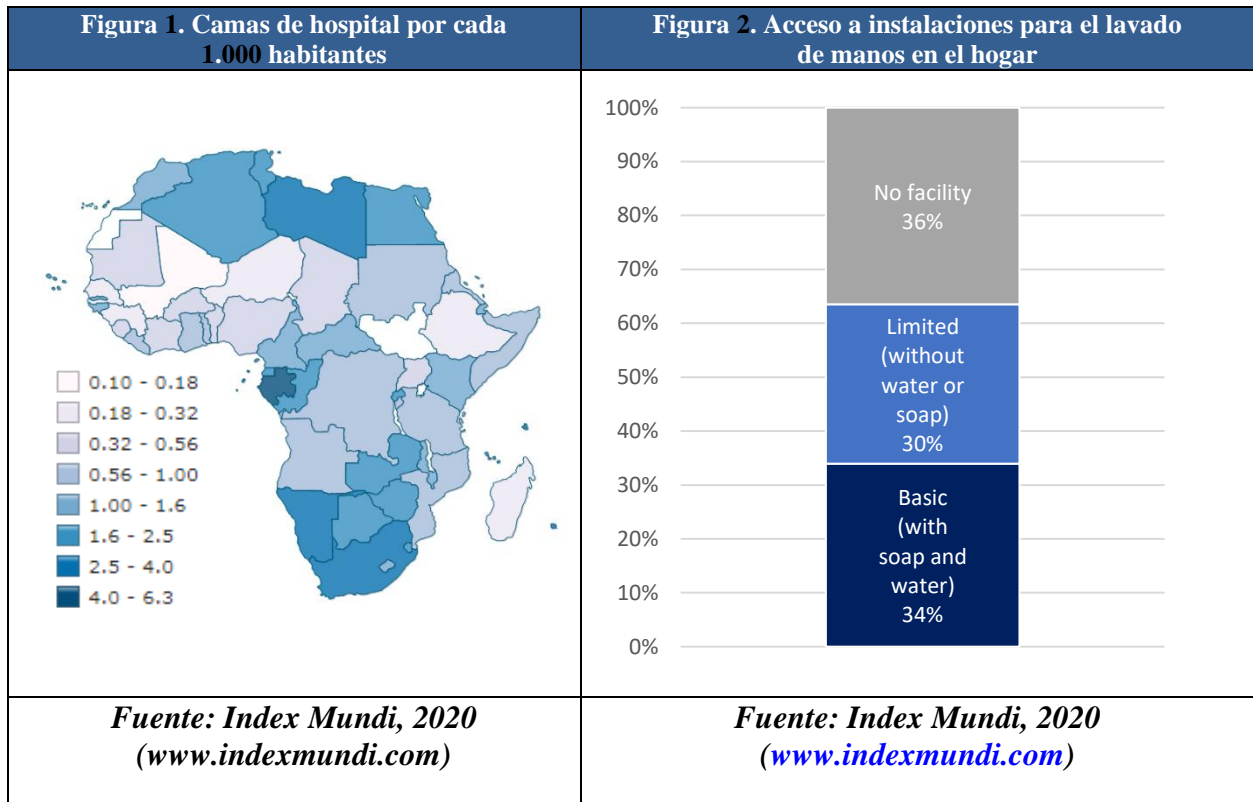 Figura 1. Camas de hospital por cada
1.000 habitantes
0.10 - 0.18
0.18 - 0.32
0.32 - 0.56
0.56 - 1.00
1.00 - 1.6
1.6 - 2.5
2.5 - 4.0
4.0 - 6.3
Fuente: Index Mundi, 2020
(www.indexmundi.com)
Figura 2. Acceso a instalaciones para el lavado
de manos en el hogar
100%
90%
80%
70%
60%
50%
40%
30%
20%
10%
0%
No facility
36%
Limited
(without
water or
soap)
30%
Basic
(with
soap and
water)
34%
Fuente: Index Mundi, 2020
(www.indexmundi.com)